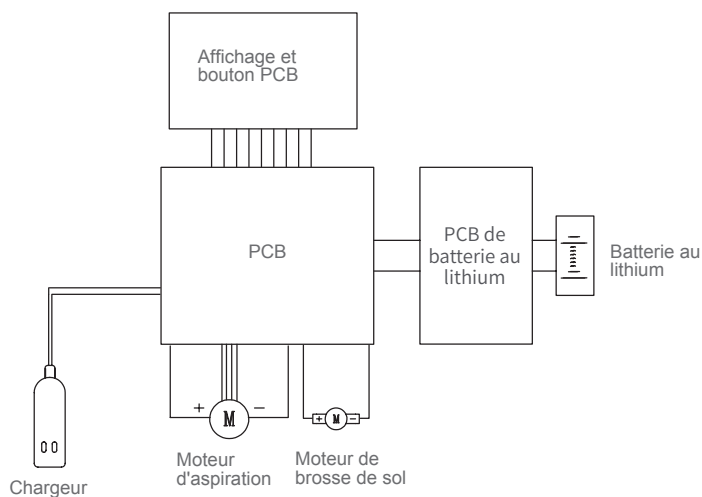 Affichage et
bouton PCB
PCB
PCB de
batterie au
lithium
Batterie au
lithium
+ M −
+ M −
Moteur
d'aspiration
Moteur de
brosse de sol
Chargeur